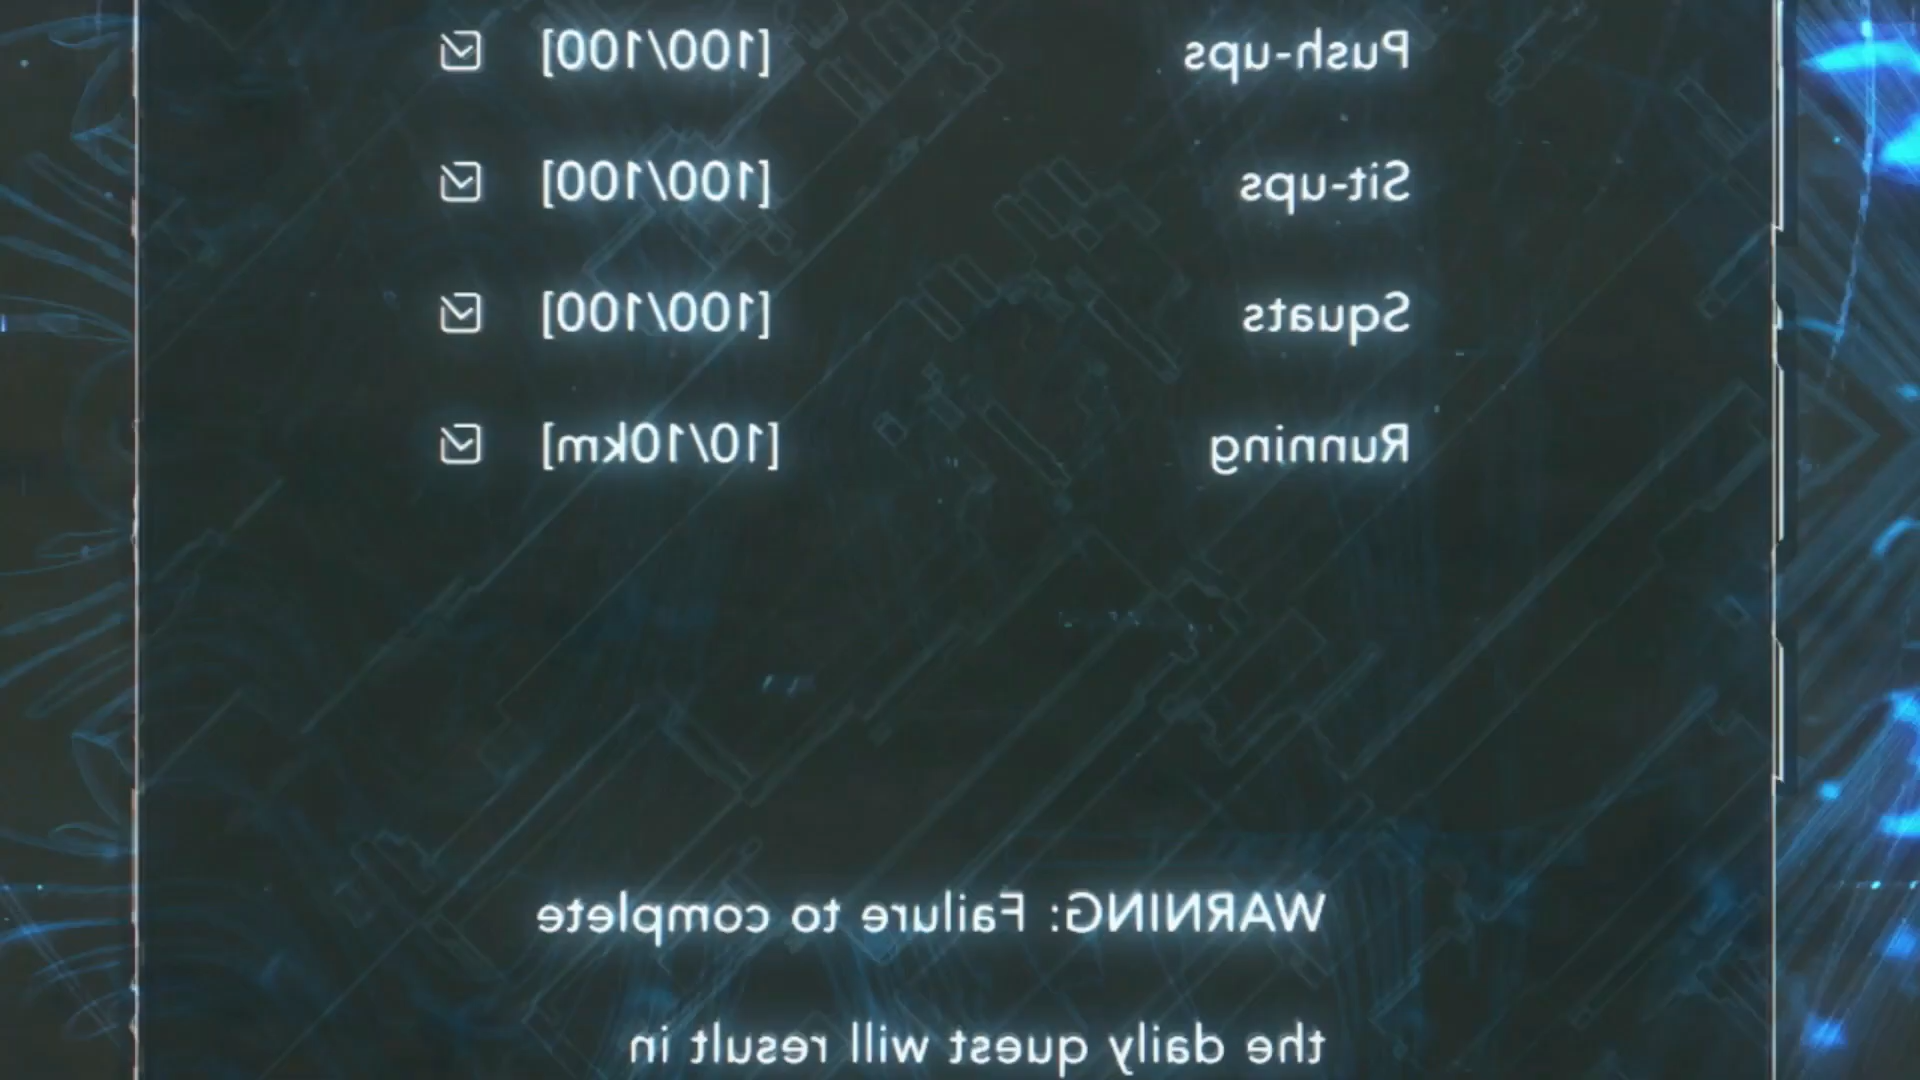 Push-ups [100/100]
Sit-ups [100/100]
Squats [100/100]
Running [10/10km]
WARNING: Failure to complete
the daily quest will result in